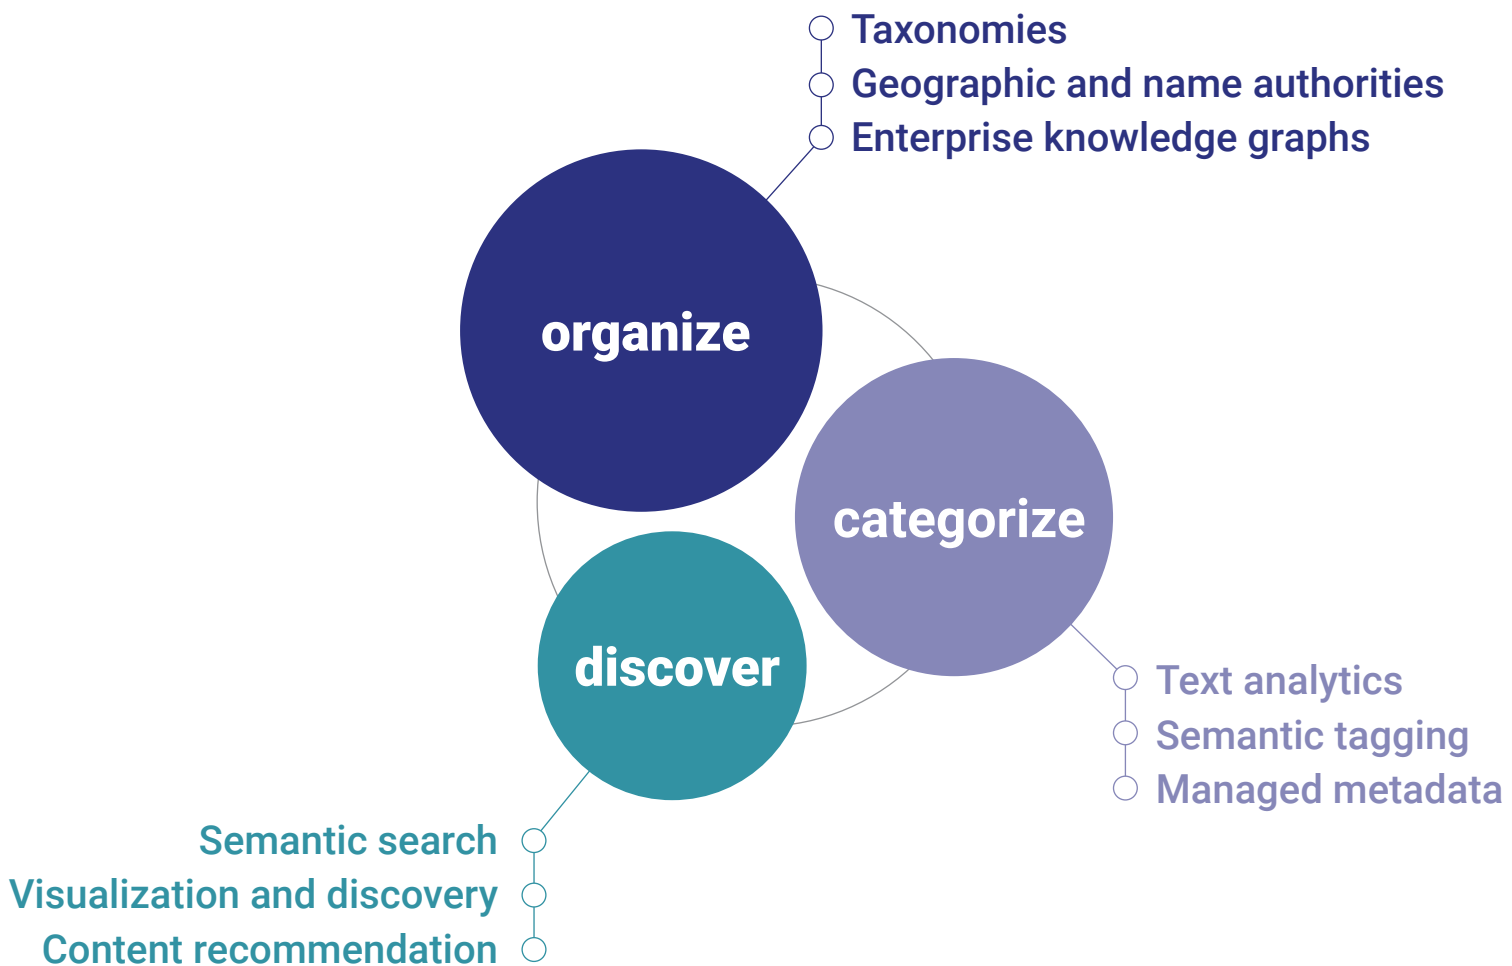 Taxonomies
Geographic and name authorities
Enterprise knowledge graphs
organize
categorize
discover
Text analytics
Semantic tagging
Managed metadata
Semantic search
Visualization and discovery
Content recommendation